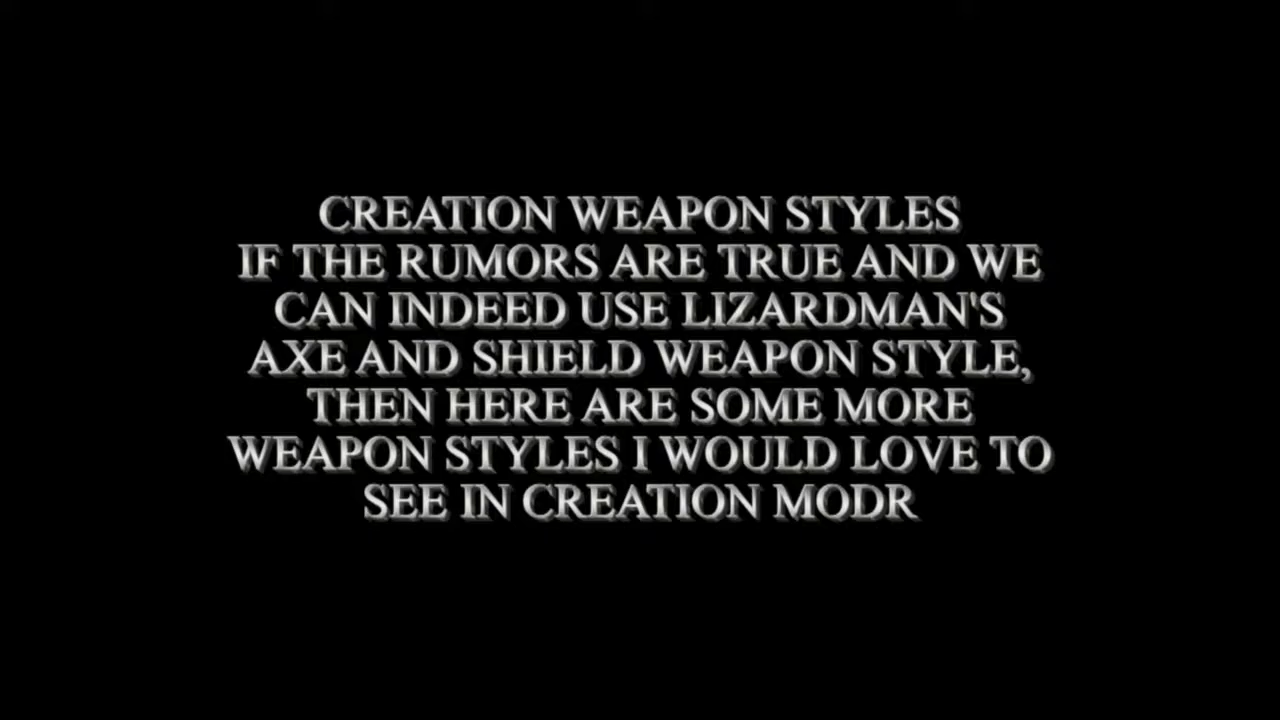 CREATION WEAPON STYLES
IF THE RUMORS ARE TRUE AND WE
CAN INDEED USE LIZARDMAN'S
AXE AND SHIELD WEAPON STYLE,
THEN HERE ARE SOME MORE
WEAPON STYLES I WOULD LOVE TO
SEE IN CREATION MODR